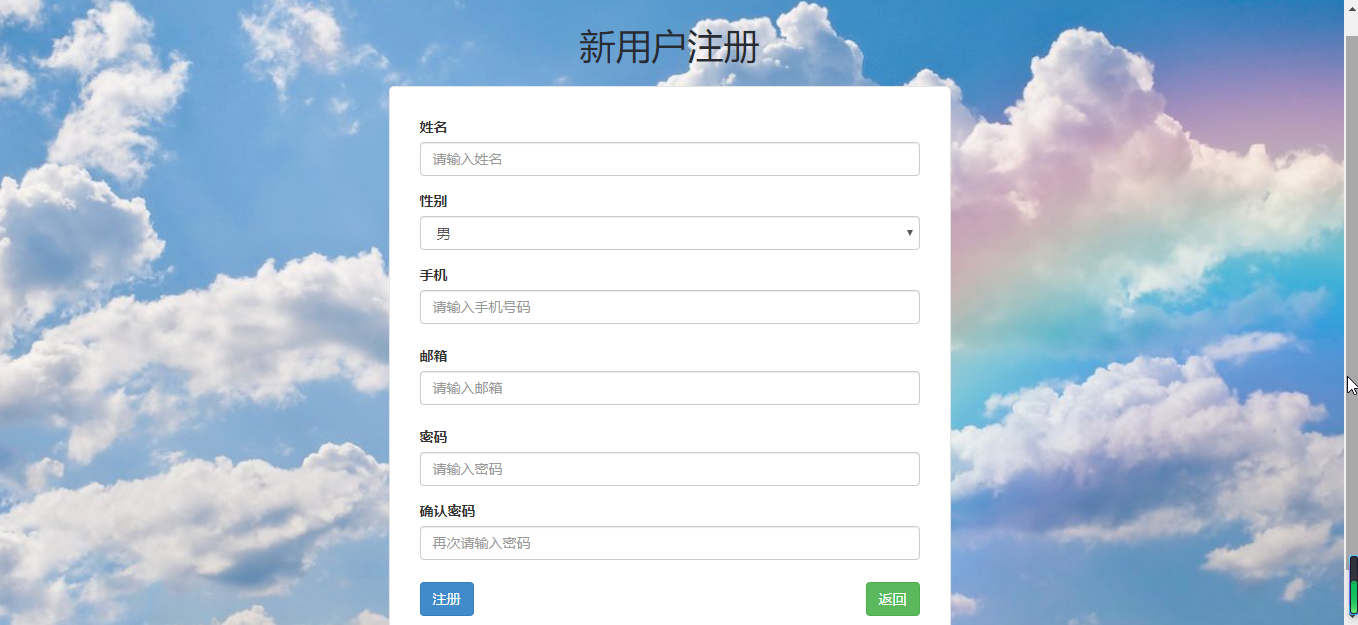 新用户注册
姓名
请输入姓名
性别
男
手机
请输入手机号码
邮箱
请输入邮箱
密码
请输入密码
确认密码
再次请输入密码
注册 返回